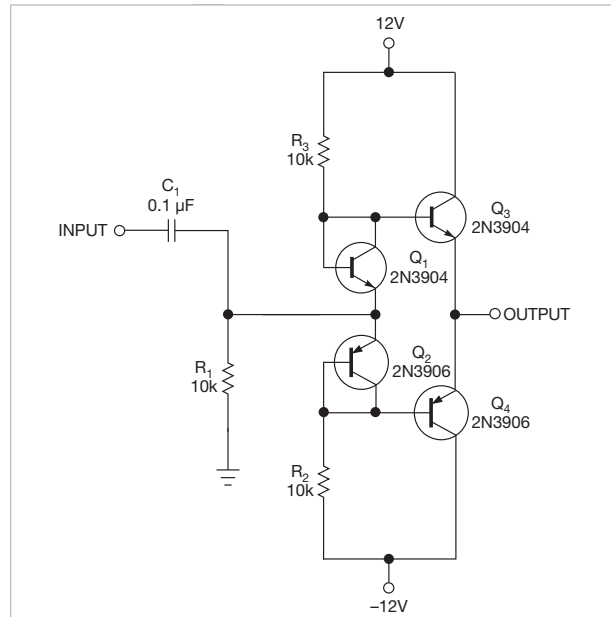 12V
R3
10k
C1
0.1 µF
Q3
2N3904
INPUT
Q1
2N3904
OUTPUT
Q2
2N3906
R1
10k
Q4
2N3906
R2
10k
–12V